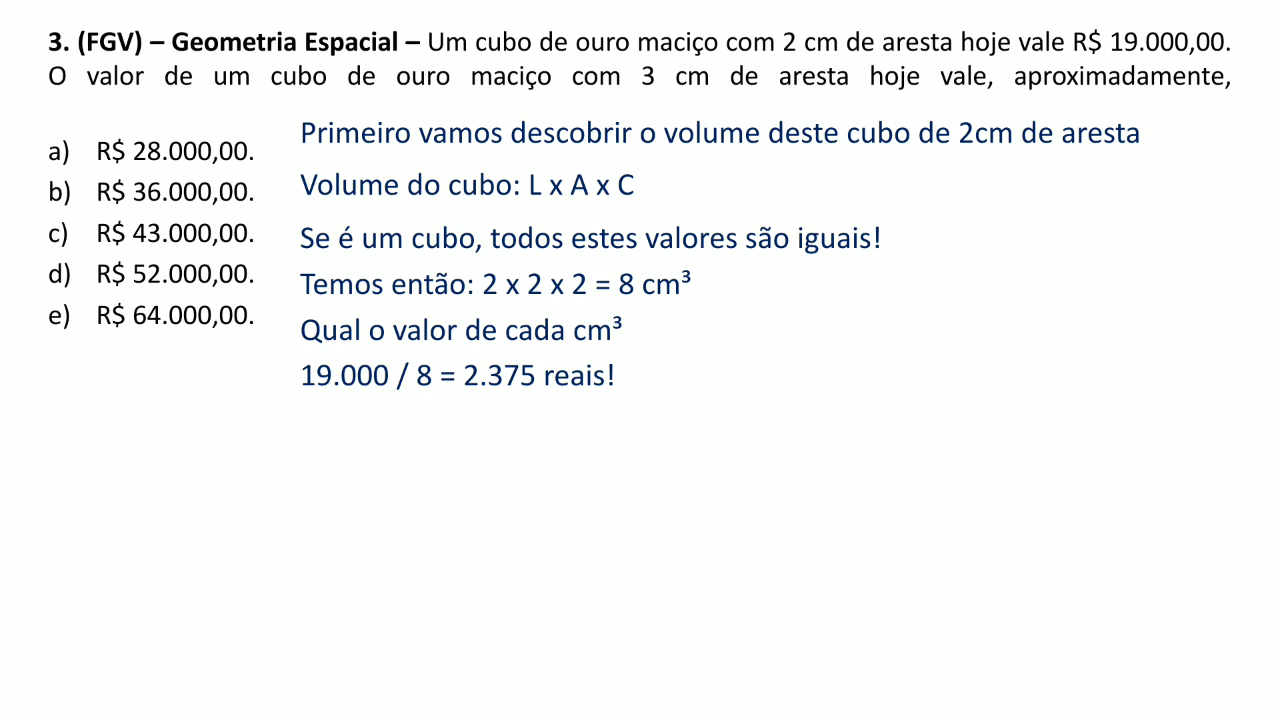 3. (FGV) – Geometria Espacial – Um cubo de ouro maciço com 2 cm de aresta hoje vale R$ 19.000,00.
O valor de um cubo de ouro maciço com 3 cm de aresta hoje vale, aproximadamente,
a) R$ 28.000,00.
b) R$ 36.000,00.
c) R$ 43.000,00.
d) R$ 52.000,00.
e) R$ 64.000,00.
Primeiro vamos descobrir o volume deste cubo de 2cm de aresta
Volume do cubo: L x A x C
Se é um cubo, todos estes valores são iguais!
Temos então: 2 x 2 x 2 = 8 cm³
Qual o valor de cada cm³
19.000 / 8 = 2.375 reais!